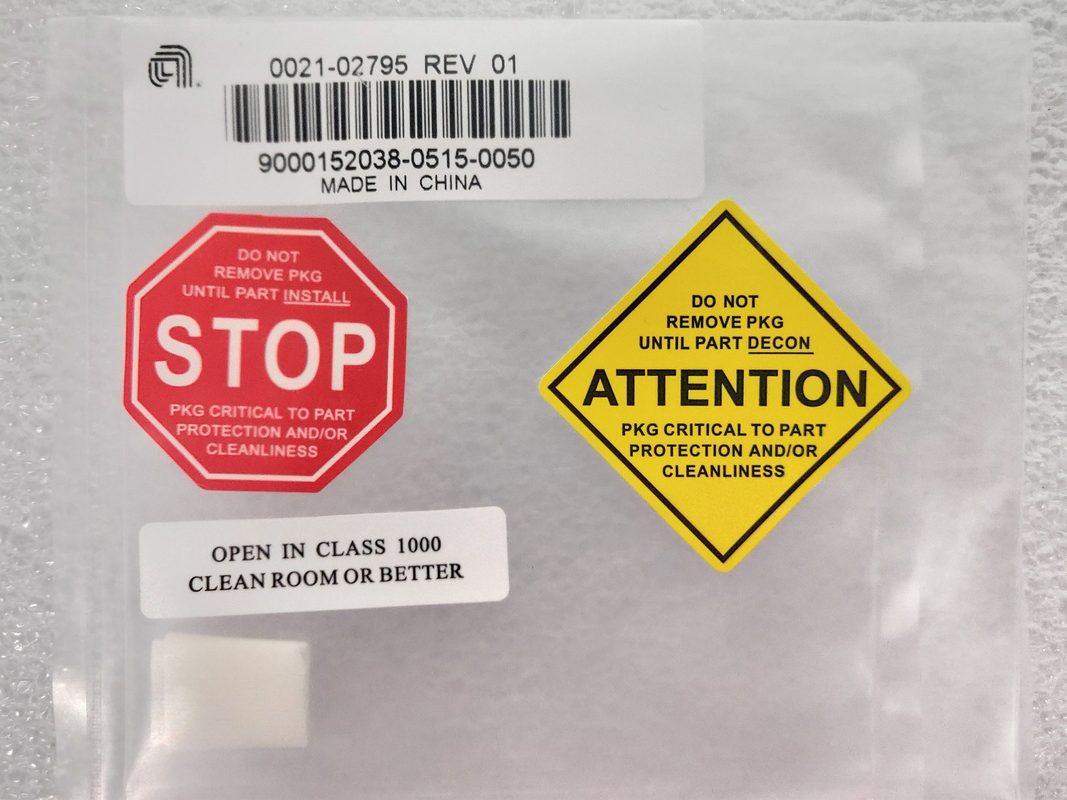 0021-02795 REV 01
9000152038-0515-0050
MADE IN CHINA
DO NOT
REMOVE PKG
UNTIL PART INSTALL
STOP
PKG CRITICAL TO PART
PROTECTION AND/OR
CLEANLINESS
DO NOT
REMOVE PKG
UNTIL PART DECON
ATTENTION
PKG CRITICAL TO PART
PROTECTION AND/OR
CLEANLINESS
OPEN IN CLASS 1000
CLEAN ROOM OR BETTER